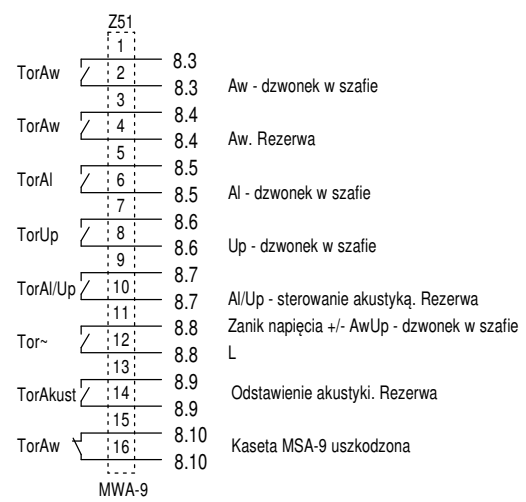 Z51
1
8.3
TorAw 2
8.3 Aw - dzwonek w szafie
3
8.4
TorAw 4
8.4 Aw. Rezerwa
5
8.5
TorAl 6
8.5 Al - dzwonek w szafie
7
8.6
TorUp 8
8.6 Up - dzwonek w szafie
9
8.7
TorAl/Up 10
8.7 Al/Up - sterowanie akustyką. Rezerwa
11
8.8 Zanik napięcia +/- AwUp - dzwonek w szafie
Tor~ 12
8.8 L
13
8.9
TorAkust 14 Odstawienie akustyki. Rezerwa
8.9
15
8.10
TorAw 16 Kaseta MSA-9 uszkodzona
8.10
MWA-9